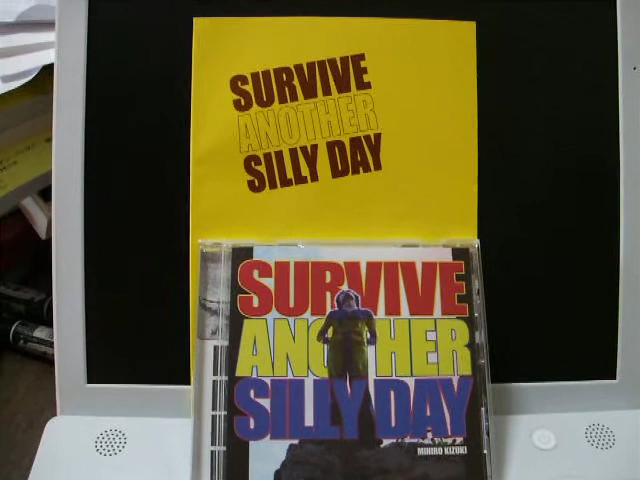 SURVIVE
ANOTHER
SILLY DAY
SURVIVE
ANOTHER
SILLY DAY
MIHIRO KIZUKI